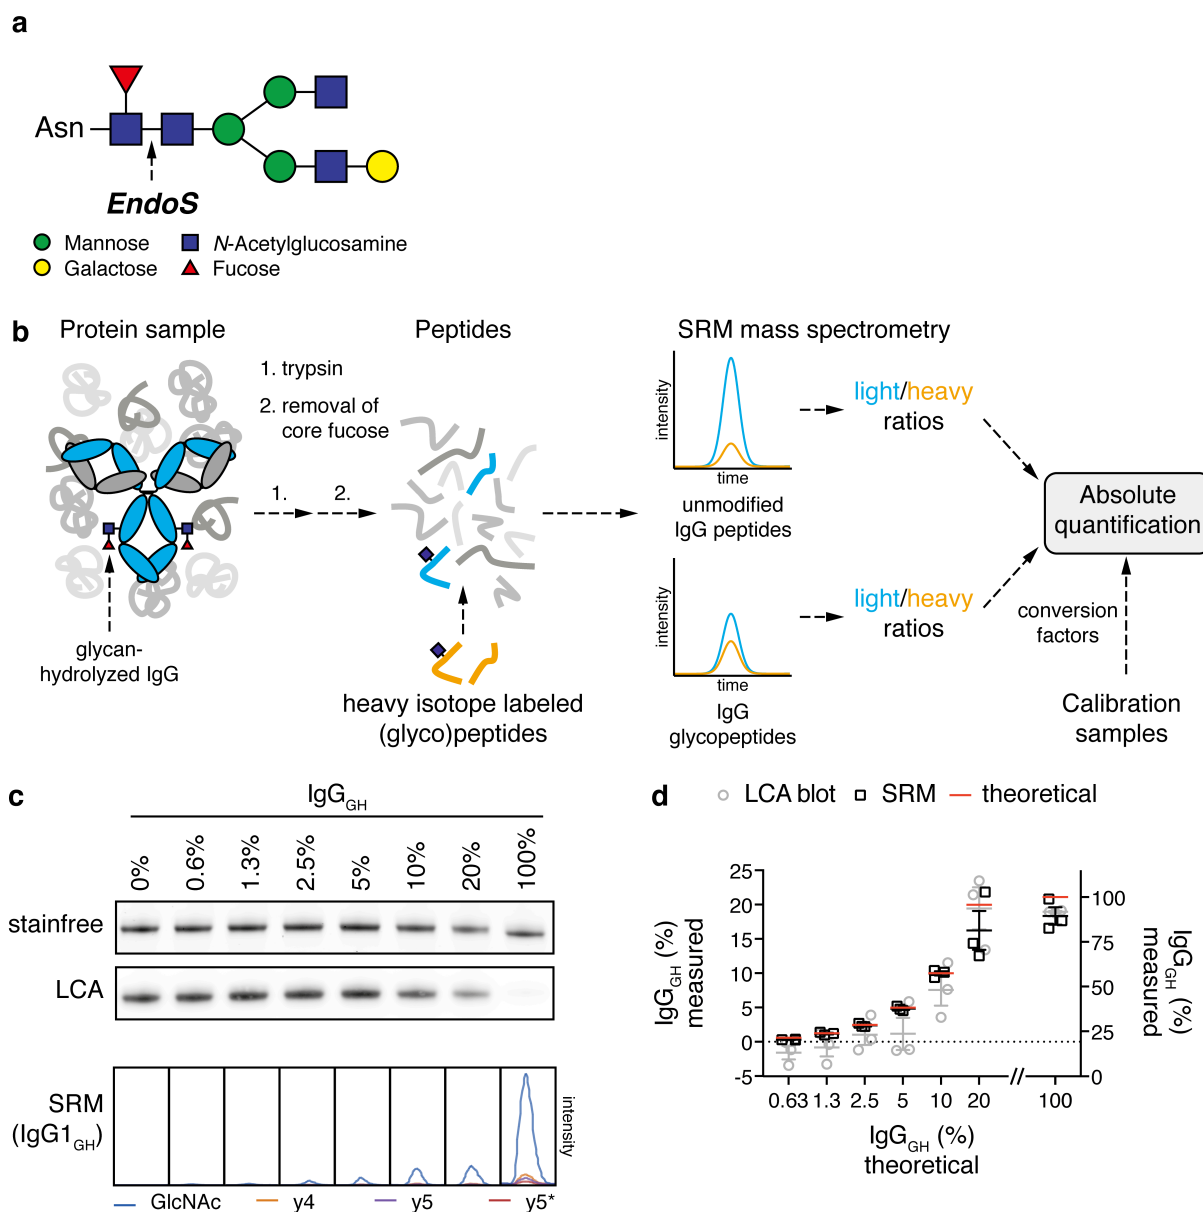 a
Asn
EndoS
Mannose
N-Acetylglucosamine
Galactose
Fucose
b
Protein sample
Peptides
SRM mass spectrometry
1. trypsin
2. removal of
core fucose
1.
2.
glycan-
hydrolyzed IgG
heavy isotope labeled
(glyco)peptides
intensity
time
unmodified
IgG peptides
light/heavy
ratios
intensity
time
IgG
glycopeptides
light/heavy
ratios
Absolute
quantification
conversion
factors
Calibration
samples
c
IgGGH
0%
0.6%
1.3%
2.5%
5%
10%
20%
100%
stainfree
LCA
SRM
(IgG1GH)
intensity
GlcNAc
y4
y5
y5*
d
LCA blot
SRM
theoretical
IgGGH (%)
measured
25
20
15
10
5
0
-5
100
75
50
25
0
IgGGH (%)
measured
0.63
1.3
2.5
5
10
20
100
IgGGH (%)
theoretical